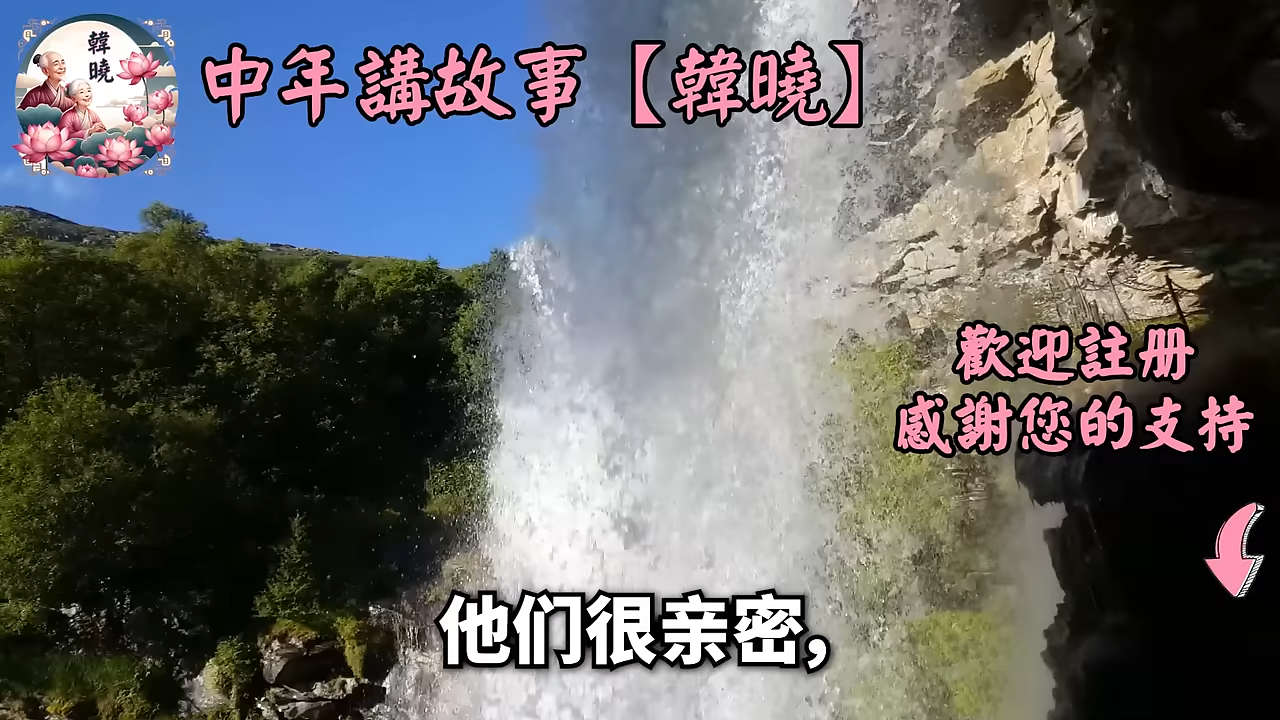 韓
曉
中年講故事【韓曉】
歡迎註册
感謝您的支持
他们很亲密,